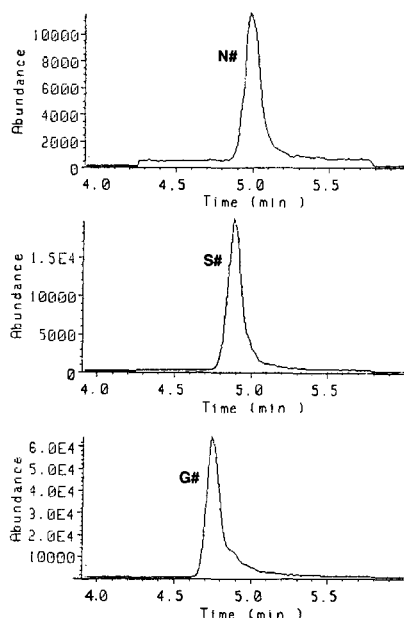 10000
8000
6000
4000
2000
0
Abundance
N#
4.0 4.5 5.0 5.5
Time (min )
1.5E4
10000
5000
0
Abundance
S#
4.0 4.5 5.0 5.5
Time (min )
6.0E4
5.0E4
4.0E4
3.0E4
2.0E4
10000
Abundance
G#
4.0 4.5 5.0 5.5
Time (min )